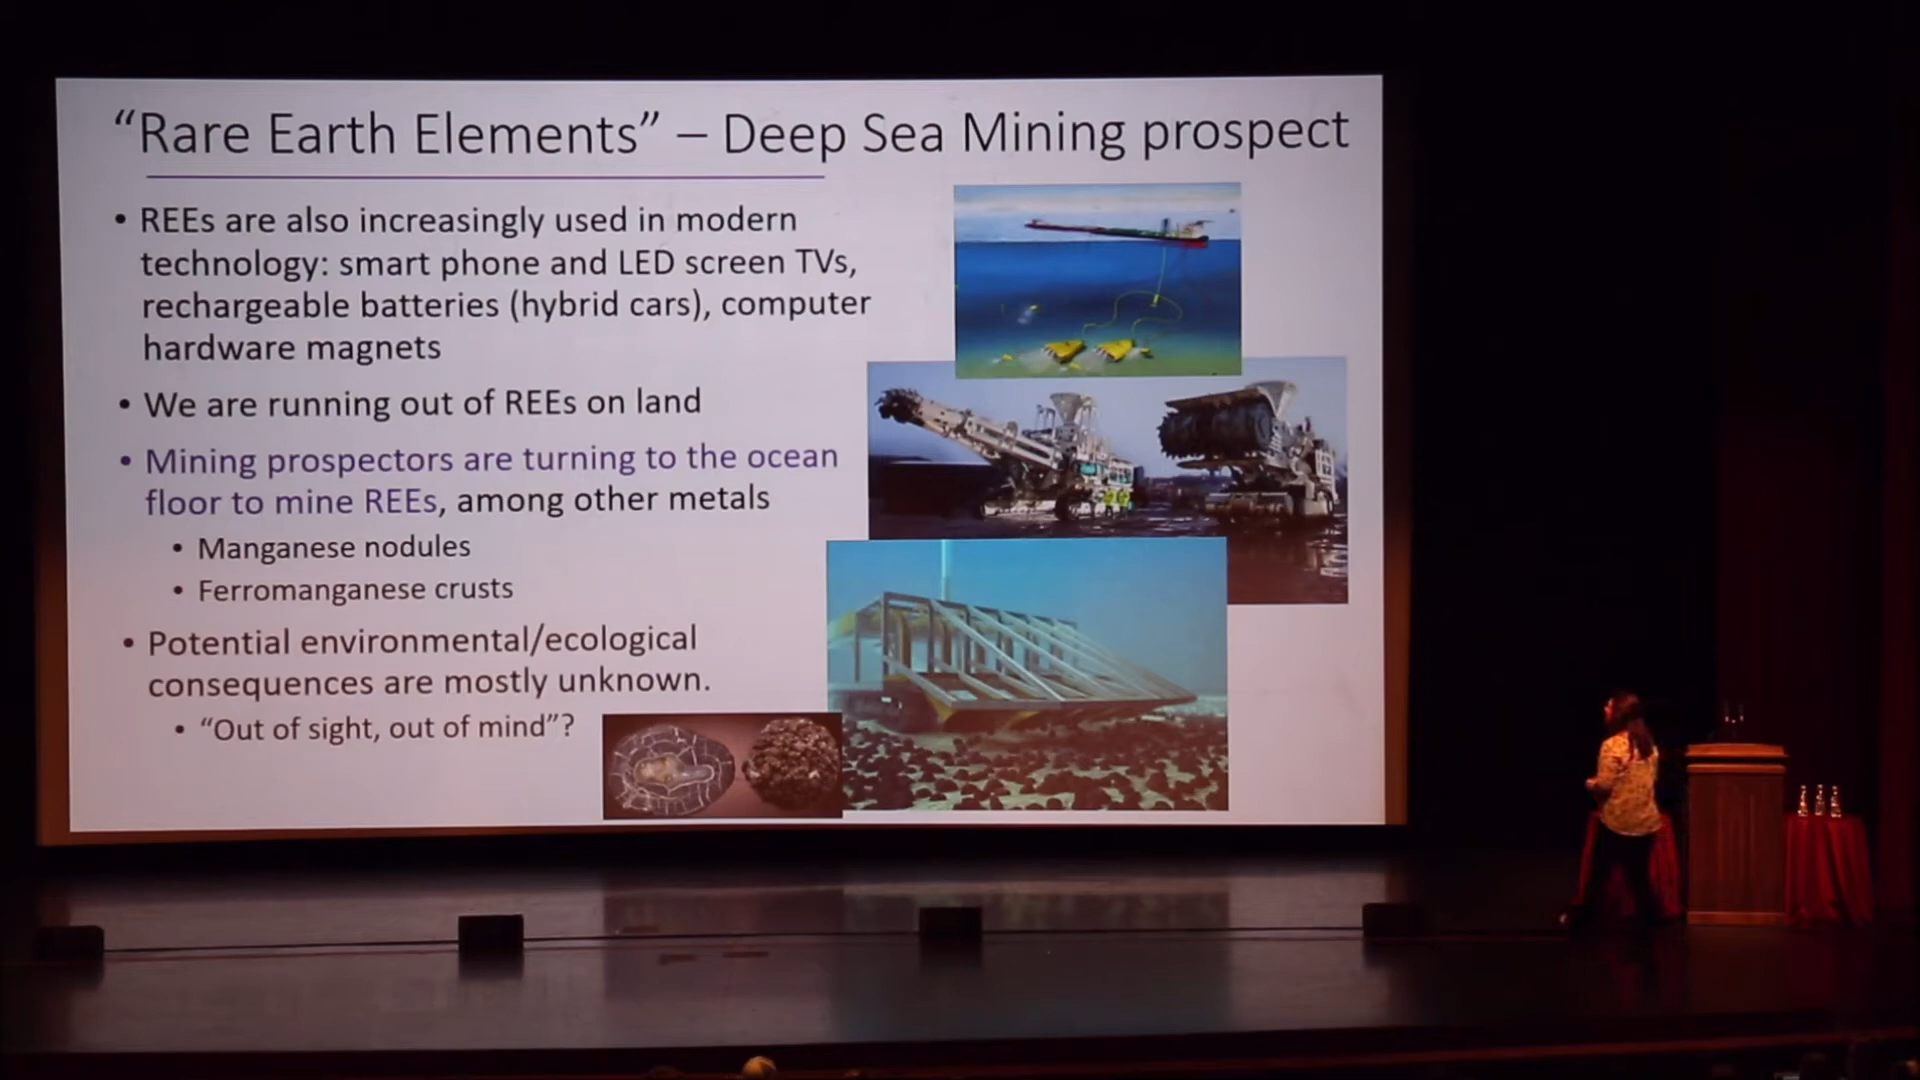 “Rare Earth Elements” – Deep Sea Mining prospect
• REEs are also increasingly used in modern
technology: smart phone and LED screen TVs,
rechargeable batteries (hybrid cars), computer
hardware magnets
• We are running out of REEs on land
• Mining prospectors are turning to the ocean
floor to mine REEs, among other metals
• Manganese nodules
• Ferromanganese crusts
• Potential environmental/ecological
consequences are mostly unknown.
• “Out of sight, out of mind”?